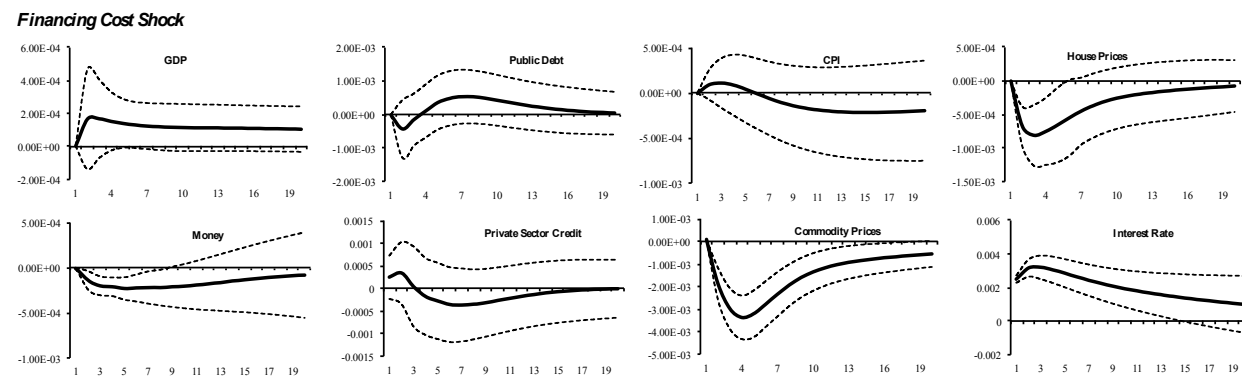 Financing Cost Shock
GDP
6.00E-04
4.00E-04
2.00E-04
0.00E+00
-2.00E-04
1 4 7 10 13 16 19
Public Debt
2.00E-03
1.00E-03
0.00E+00
-1.00E-03
-2.00E-03
1 4 7 10 13 16 19
CPI
5.00E-04
0.00E+00
-5.00E-04
-1.00E-03
1 3 5 7 9 11 13 15 17 19
House Prices
5.00E-04
0.00E+00
-5.00E-04
-1.00E-03
-1.50E-03
1 4 7 10 13 16 19
Money
5.00E-04
0.00E+00
-5.00E-04
-1.00E-03
1 3 5 7 9 11 13 15 17 19
Private Sector Credit
0.0015
0.001
0.0005
0
-0.0005
-0.001
-0.0015
1 3 5 7 9 11 13 15 17 19
Commodity Prices
1.00E-03
0.00E+00
-1.00E-03
-2.00E-03
-3.00E-03
-4.00E-03
-5.00E-03
1 4 7 10 13 16 19
Interest Rate
0.006
0.004
0.002
0
-0.002
1 3 5 7 9 11 13 15 17 19